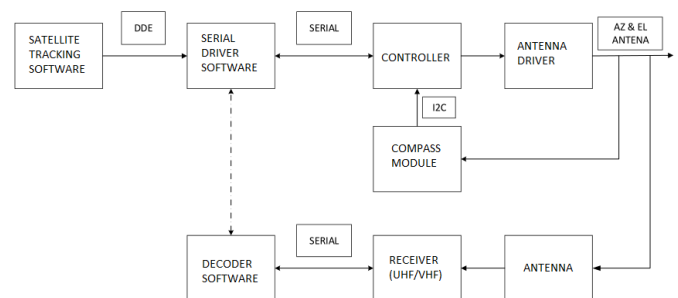 DDE
SERIAL
AZ & EL
ANTENA
SATELLITE
TRACKING
SOFTWARE
SERIAL
DRIVER
SOFTWARE
CONTROLLER
ANTENNA
DRIVER
I2C
COMPASS
MODULE
SERIAL
DECODER
SOFTWARE
RECEIVER
(UHF/VHF)
ANTENNA